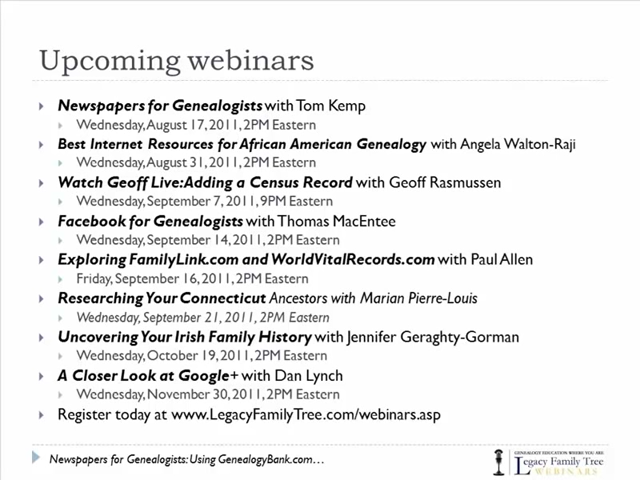 Upcoming webinars
Newspapers for Genealogists with Tom Kemp
Wednesday, August 17, 2011, 2PM Eastern
Best Internet Resources for African American Genealogy with Angela Walton-Raji
Wednesday, August 31, 2011, 2PM Eastern
Watch Geoff Live: Adding a Census Record with Geoff Rasmussen
Wednesday, September 7, 2011, 9PM Eastern
Facebook for Genealogists with Thomas MacEntee
Wednesday, September 14, 2011, 2PM Eastern
Exploring FamilyLink.com and WorldVitalRecords.com with Paul Allen
Friday, September 16, 2011, 2PM Eastern
Researching Your Connecticut Ancestors with Marian Pierre-Louis
Wednesday, September 21, 2011, 2PM Eastern
Uncovering Your Irish Family History with Jennifer Geraghty-Gorman
Wednesday, October 19, 2011, 2PM Eastern
A Closer Look at Google+ with Dan Lynch
Wednesday, November 30, 2011, 2PM Eastern
Register today at www.LegacyFamilyTree.com/webinars.asp
Newspapers for Genealogists: Using GenealogyBank.com…
GENEALOGY EDUCATION WHERE YOU ARE
Legacy Family Tree
WEBINARS